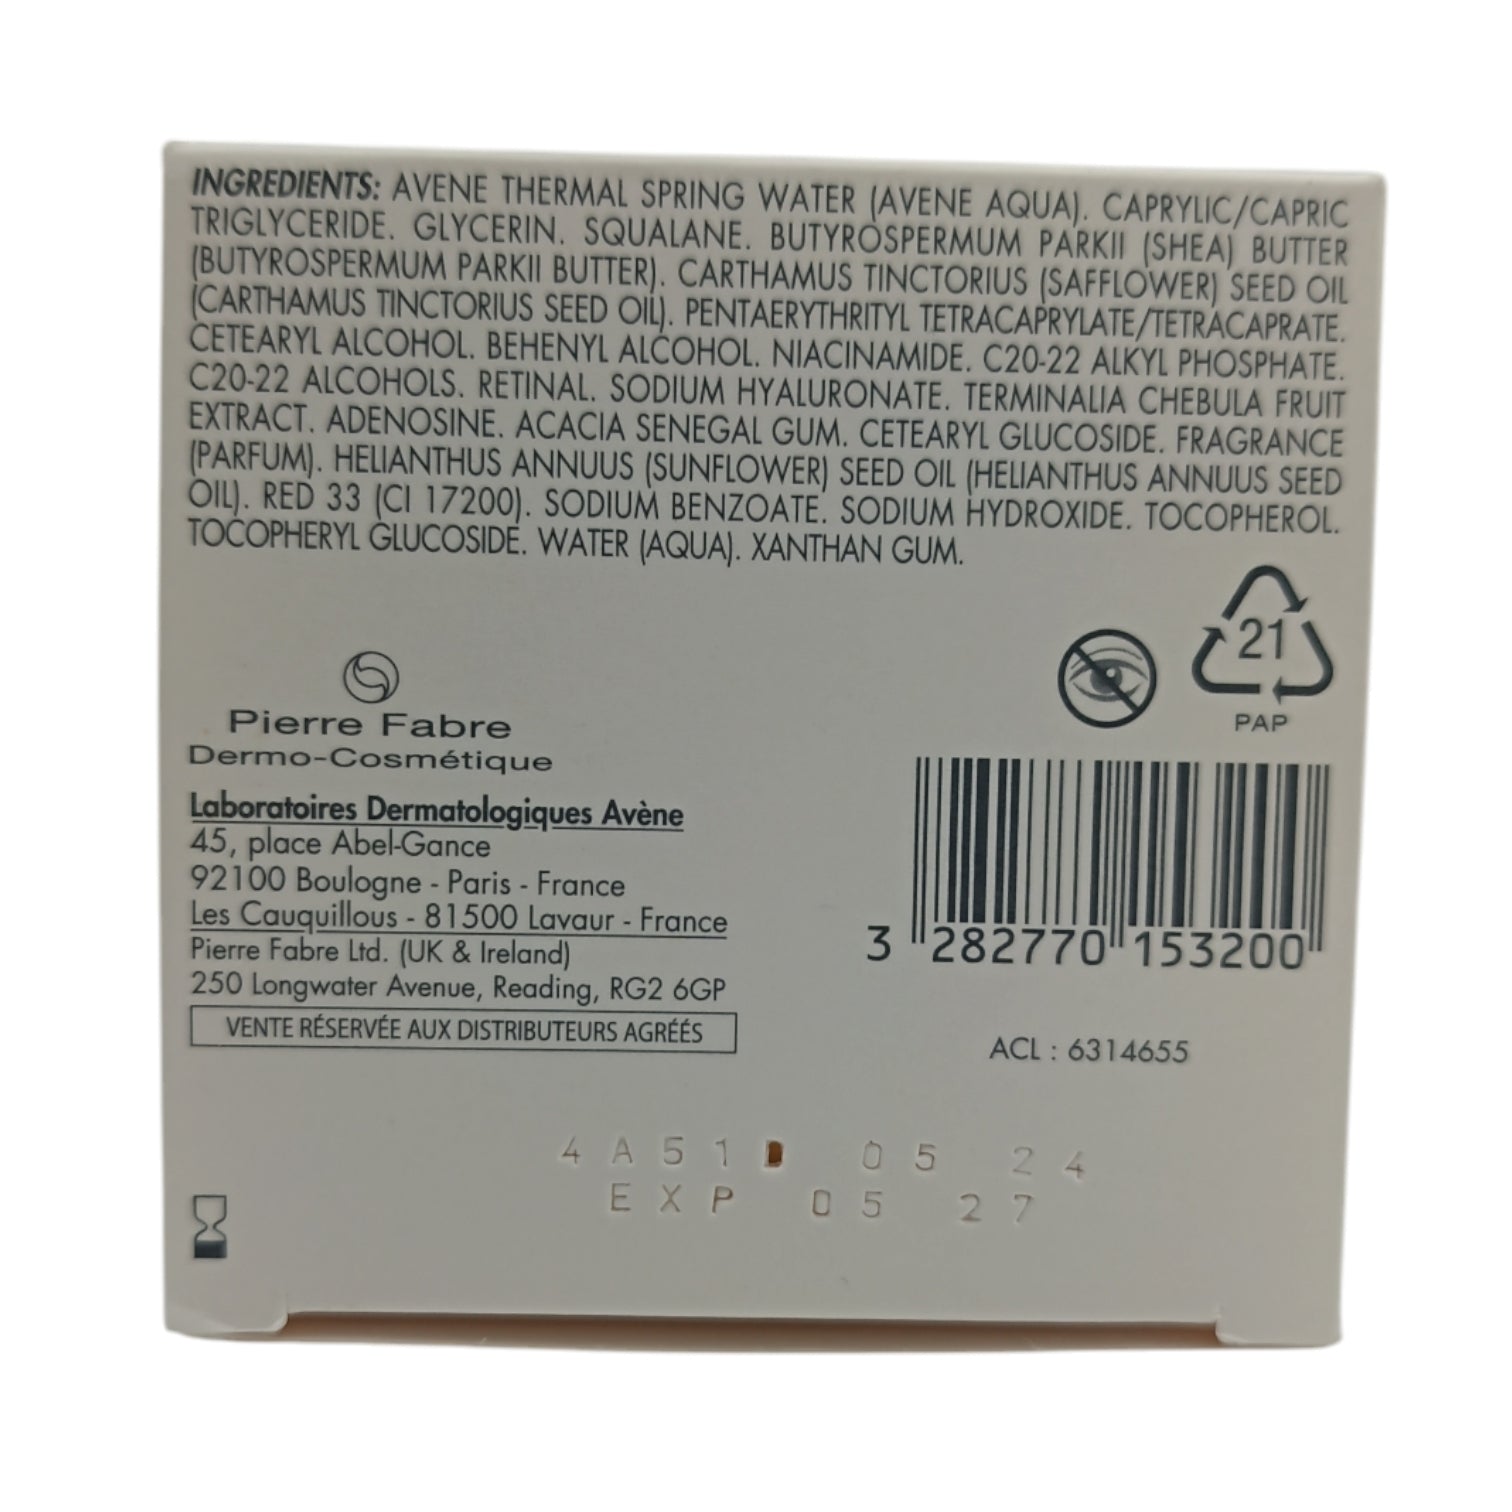 INGREDIENTS: AVENE THERMAL SPRING WATER (AVENE AQUA). CAPRYLIC/CAPRIC
TRIGLYCERIDE. GLYCERIN. SQUALANE. BUTYROSPERMUM PARKII (SHEA) BUTTER
(BUTYROSPERMUM PARKII BUTTER). CARTHAMUS TINCTORIUS (SAFFLOWER) SEED OIL
(CARTHAMUS TINCTORIUS SEED OIL). PENTAERYTHRITYL TETRACAPRYLATE/TETRACAPRATE.
CETEARYL ALCOHOL. BEHENYL ALCOHOL. NIACINAMIDE. C20-22 ALKYL PHOSPHATE.
C20-22 ALCOHOLS. RETINAL. SODIUM HYALURONATE. TERMINALIA CHEBULA FRUIT
EXTRACT. ADENOSINE. ACACIA SENEGAL GUM. CETEARYL GLUCOSIDE. FRAGRANCE
(PARFUM). HELIANTHUS ANNUUS (SUNFLOWER) SEED OIL (HELIANTHUS ANNUUS SEED
OIL). RED 33 (CI 17200). SODIUM BENZOATE. SODIUM HYDROXIDE. TOCOPHEROL.
TOCOPHERYL GLUCOSIDE. WATER (AQUA). XANTHAN GUM.
21
PAP
Pierre Fabre
Dermo-Cosmétique
Laboratoires Dermatologiques Avène
45, place Abel-Gance
92100 Boulogne - Paris - France
Les Cauquillous - 81500 Lavaur - France
Pierre Fabre Ltd. (UK & Ireland)
250 Longwater Avenue, Reading, RG2 6GP
VENTE RÉSERVÉE AUX DISTRIBUTEURS AGRÉÉS
3 282770 153200
ACL : 6314655
4A51D 05 24
EXP 05 27